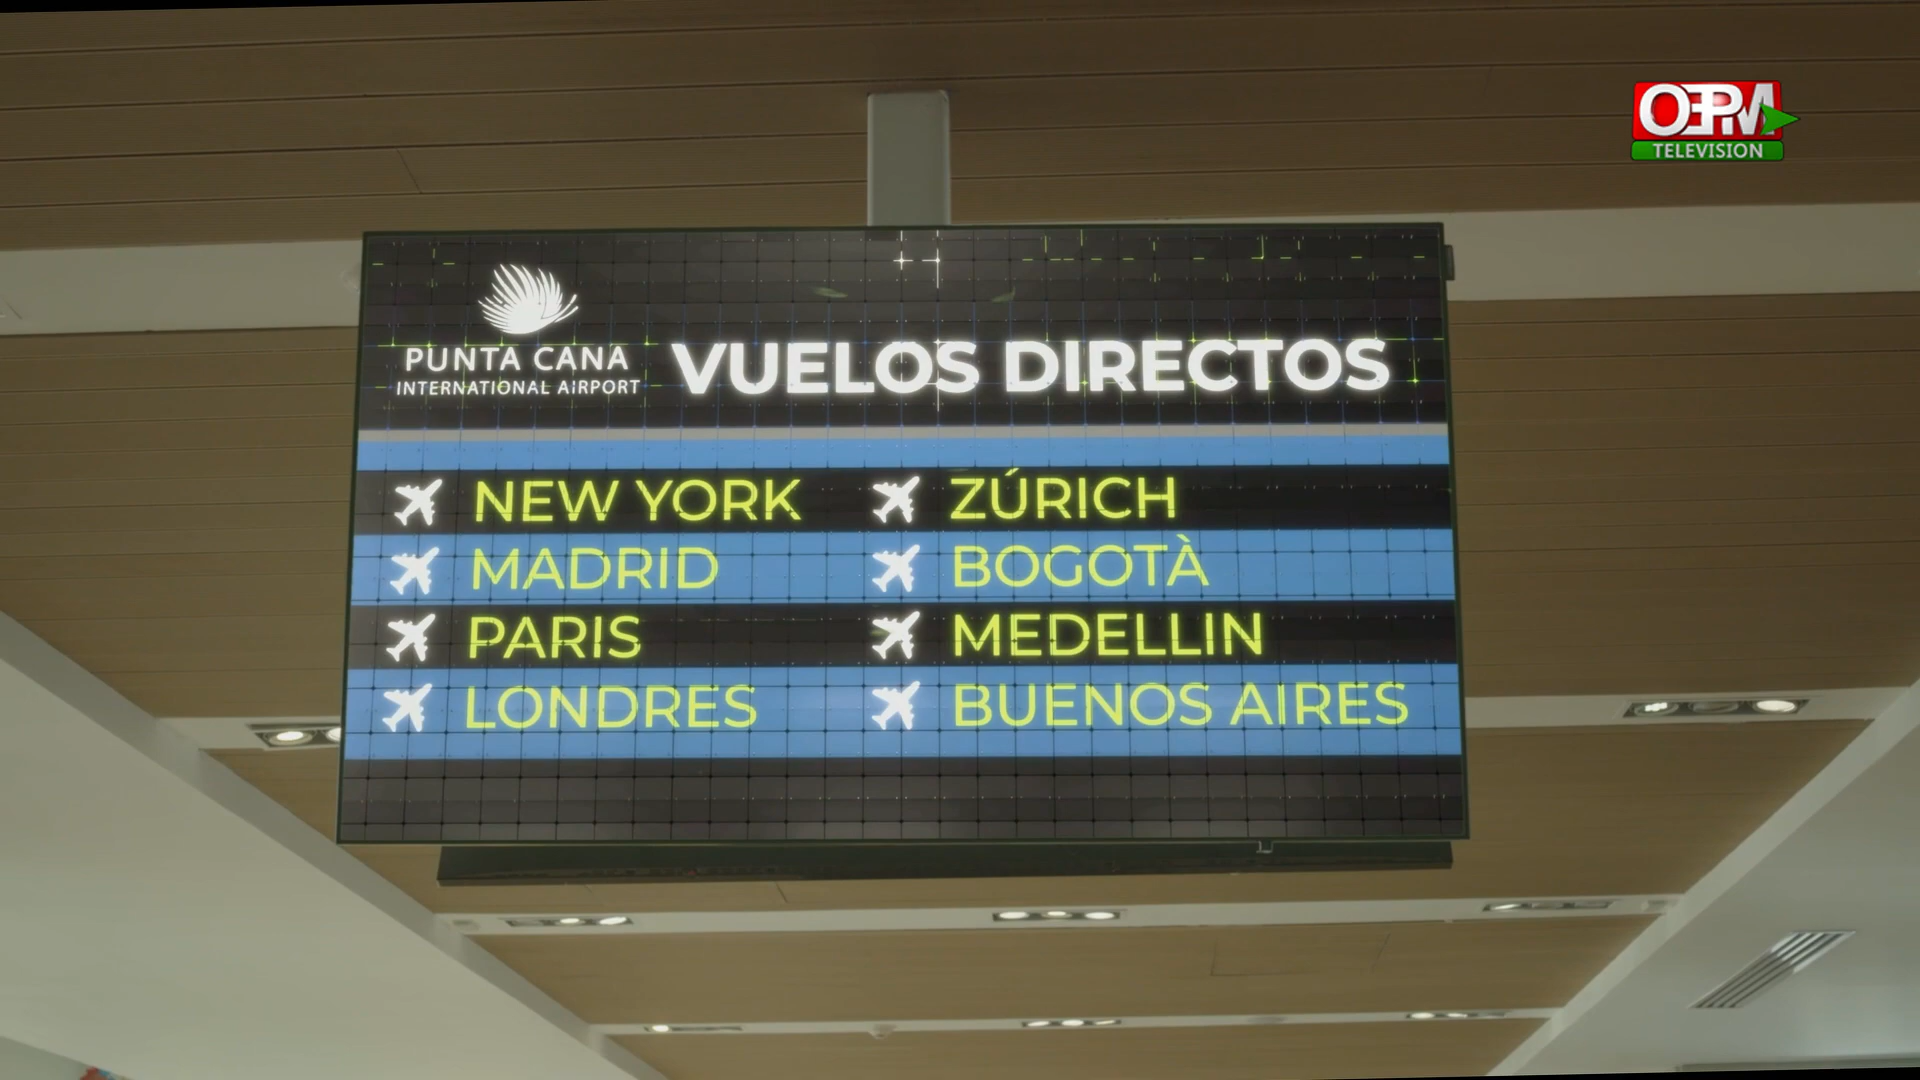 OEPM
TELEVISION
PUNTA CANA
INTERNATIONAL AIRPORT
VUELOS DIRECTOS
NEW YORK
MADRID
PARIS
LONDRES
ZÚRICH
BOGOTÀ
MEDELLIN
BUENOS AIRES